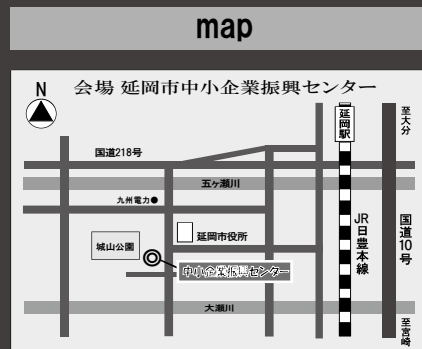 map
会場 延岡市中小企業振興センター
N
至大分
延岡駅
国道218号
五ヶ瀬川
九州電力
延岡市役所
城山公園
中小企業振興センター
JR日豊本線
国道10号
大瀬川
至宮崎